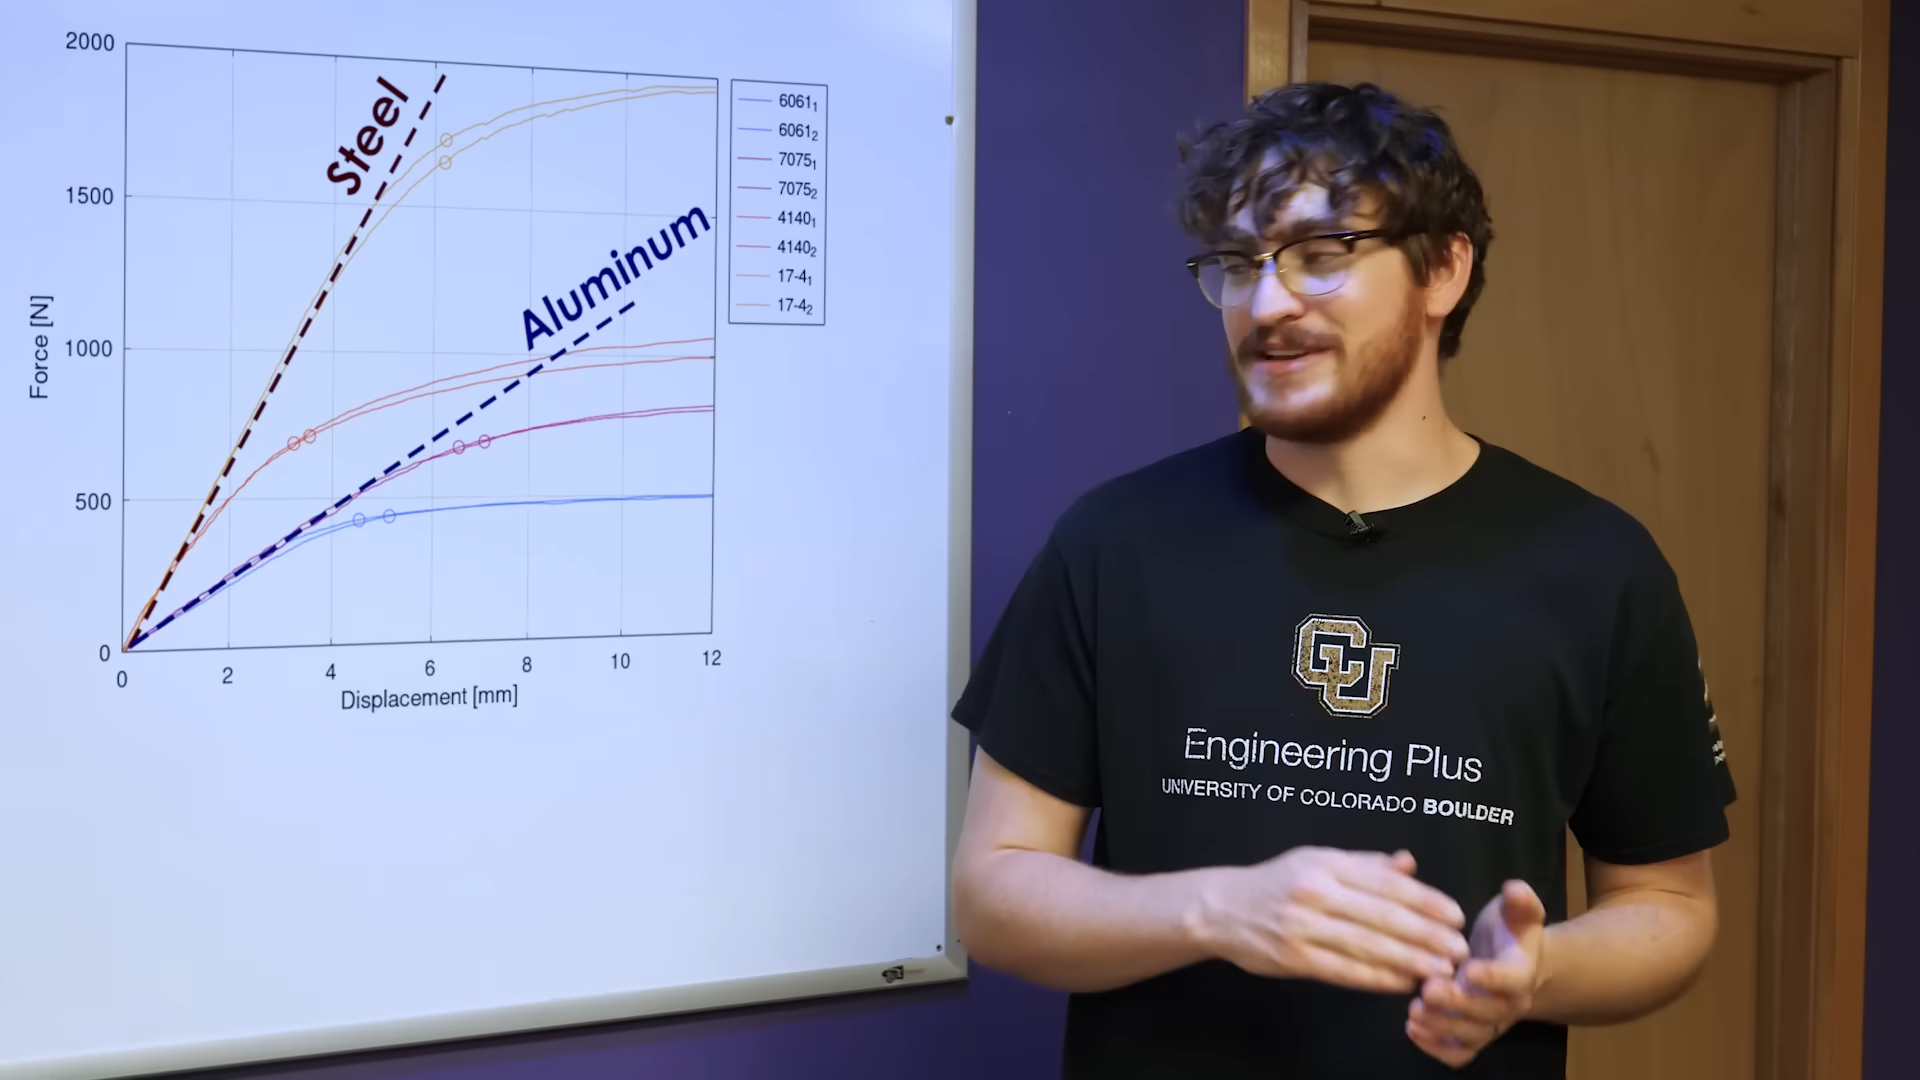 2000
1500
1000
500
0
Force [N]
0 2 4 6 8 10 12
Displacement [mm]
Steel
Aluminum
6061₁
6061₂
7075₁
7075₂
4140₁
4140₂
17-4₁
17-4₂
CU
Engineering Plus
UNIVERSITY OF COLORADO BOULDER